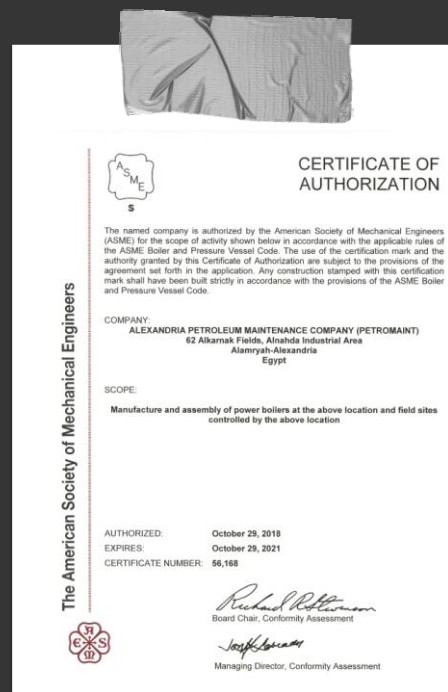 The American Society of Mechanical Engineers
ASME
S
CERTIFICATE OF
AUTHORIZATION
The named company is authorized by the American Society of Mechanical Engineers
(ASME) for the scope of activity shown below in accordance with the applicable rules of
the ASME Boiler and Pressure Vessel Code. The use of the certification mark and the
authority granted by this Certificate of Authorization are subject to the provisions of the
agreement set forth in the application. Any construction stamped with this certification
mark shall have been built strictly in accordance with the provisions of the ASME Boiler
and Pressure Vessel Code.
COMPANY:
ALEXANDRIA PETROLEUM MAINTENANCE COMPANY (PETROMAINT)
62 Alkarnak Fields, Alnahda Industrial Area
Alamryah-Alexandria
Egypt
SCOPE:
Manufacture and assembly of power boilers at the above location and field sites
controlled by the above location
AUTHORIZED: October 29, 2018
EXPIRES: October 29, 2021
CERTIFICATE NUMBER: 56,168
Board Chair, Conformity Assessment
Managing Director, Conformity Assessment